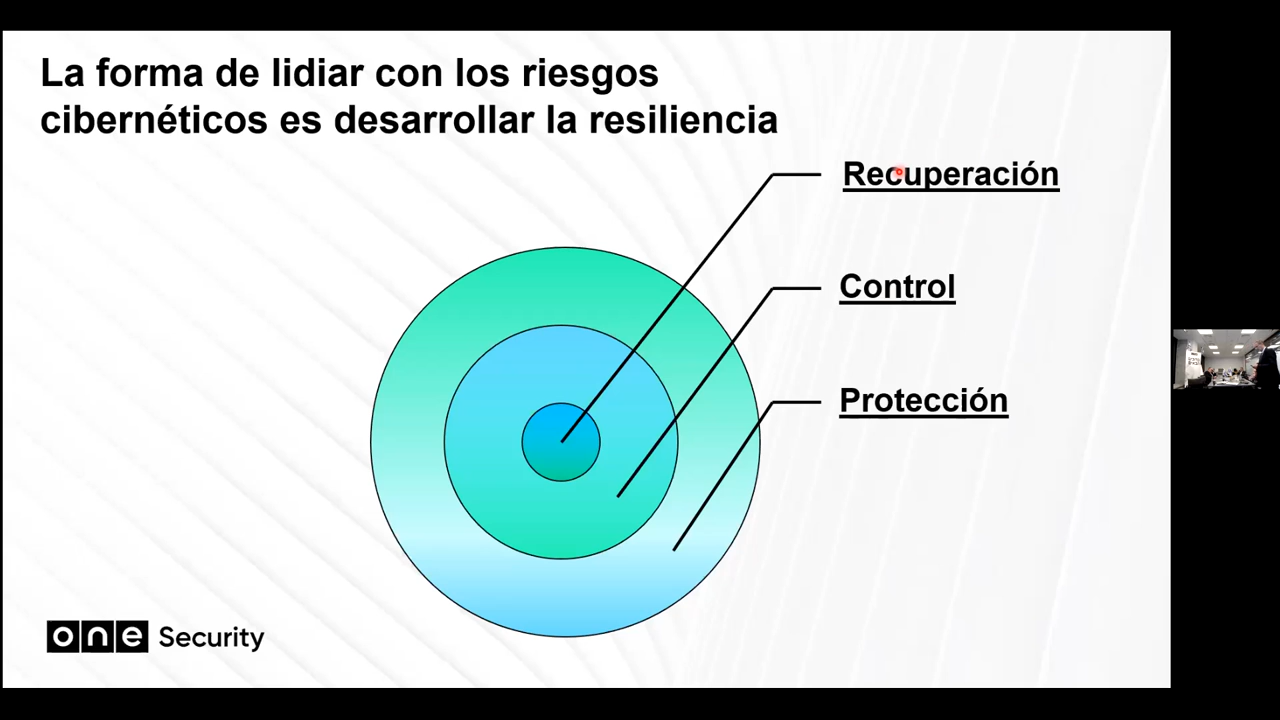 La forma de lidiar con los riesgos
cibernéticos es desarrollar la resiliencia
Recuperación
Control
Protección
one Security